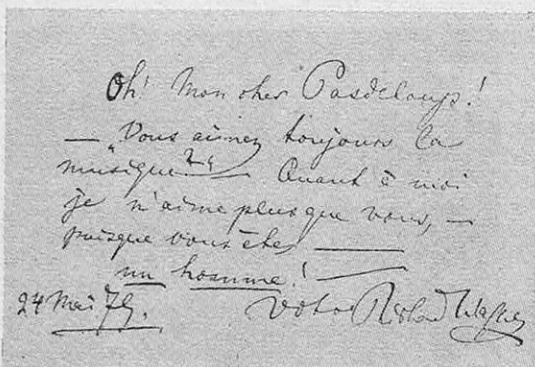 Oh! Mon cher Pasdeloup!
— „Vous aimez toujours la
musique?" — Quant à moi
je n'aime plus que vous, —
puisque vous êtes ———
un homme! —
24 Mai 79.
Votre Richard Wagner